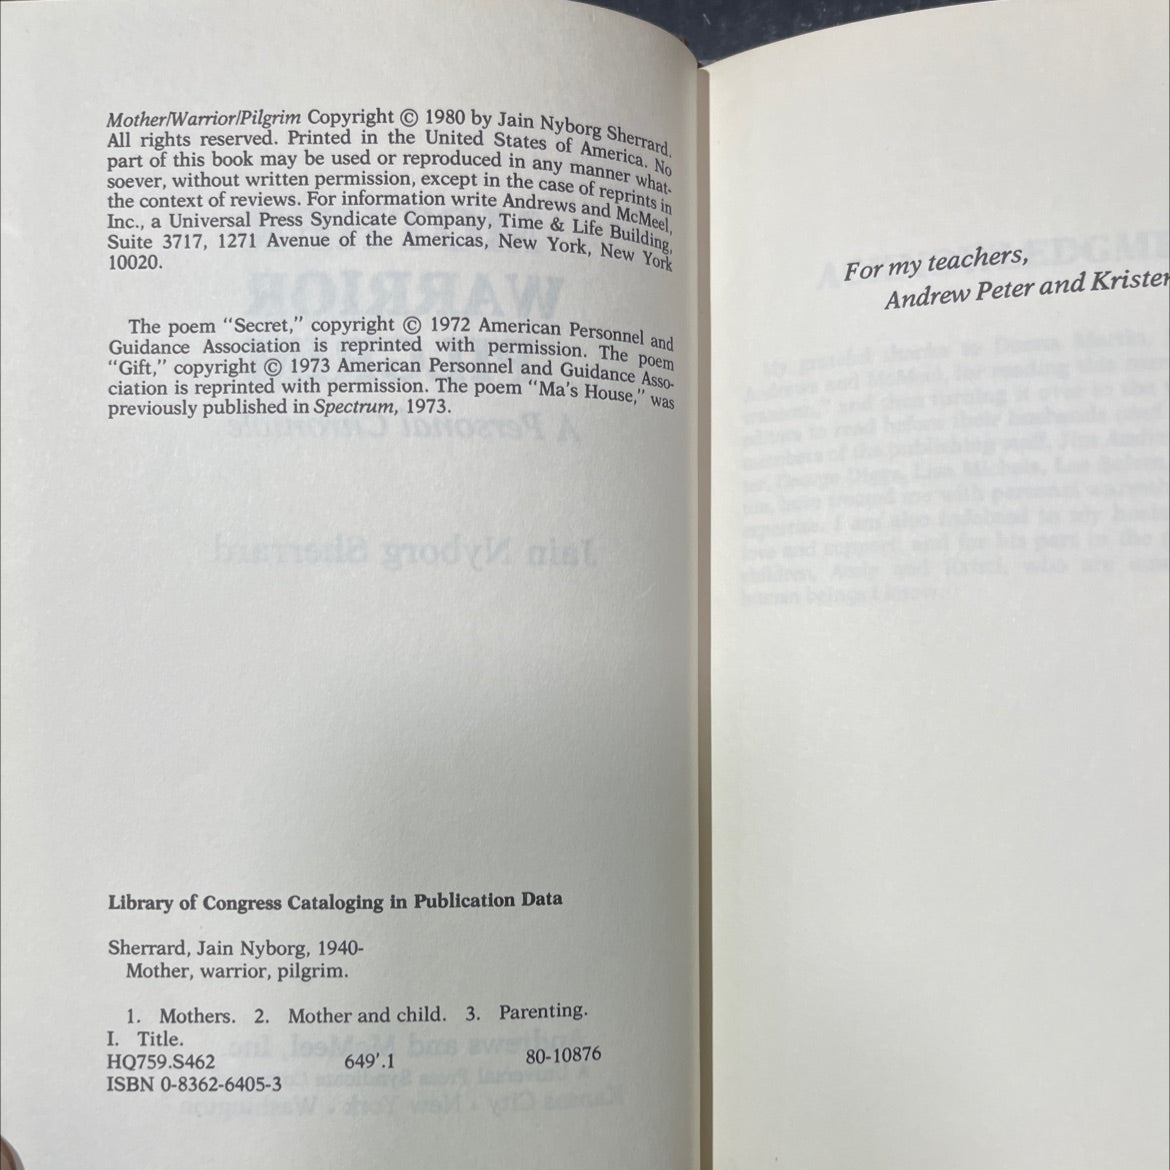 Mother/Warrior/Pilgrim Copyright © 1980 by Jain Nyborg Sherrard.
All rights reserved. Printed in the United States of America. No
part of this book may be used or reproduced in any manner what-
soever, without written permission, except in the case of reprints in
the context of reviews. For information write Andrews and McMeel,
Inc., a Universal Press Syndicate Company, Time & Life Building,
Suite 3717, 1271 Avenue of the Americas, New York, New York
10020.
The poem “Secret,” copyright © 1972 American Personnel and
Guidance Association is reprinted with permission. The poem
“Gift,” copyright © 1973 American Personnel and Guidance Asso-
ciation is reprinted with permission. The poem “Ma’s House,” was
previously published in Spectrum, 1973.
Library of Congress Cataloging in Publication Data
Sherrard, Jain Nyborg, 1940-
Mother, warrior, pilgrim.
1. Mothers. 2. Mother and child. 3. Parenting.
I. Title.
HQ759.S462 649′.1 80-10876
ISBN 0-8362-6405-3
For my teachers,
Andrew Peter and Kristen